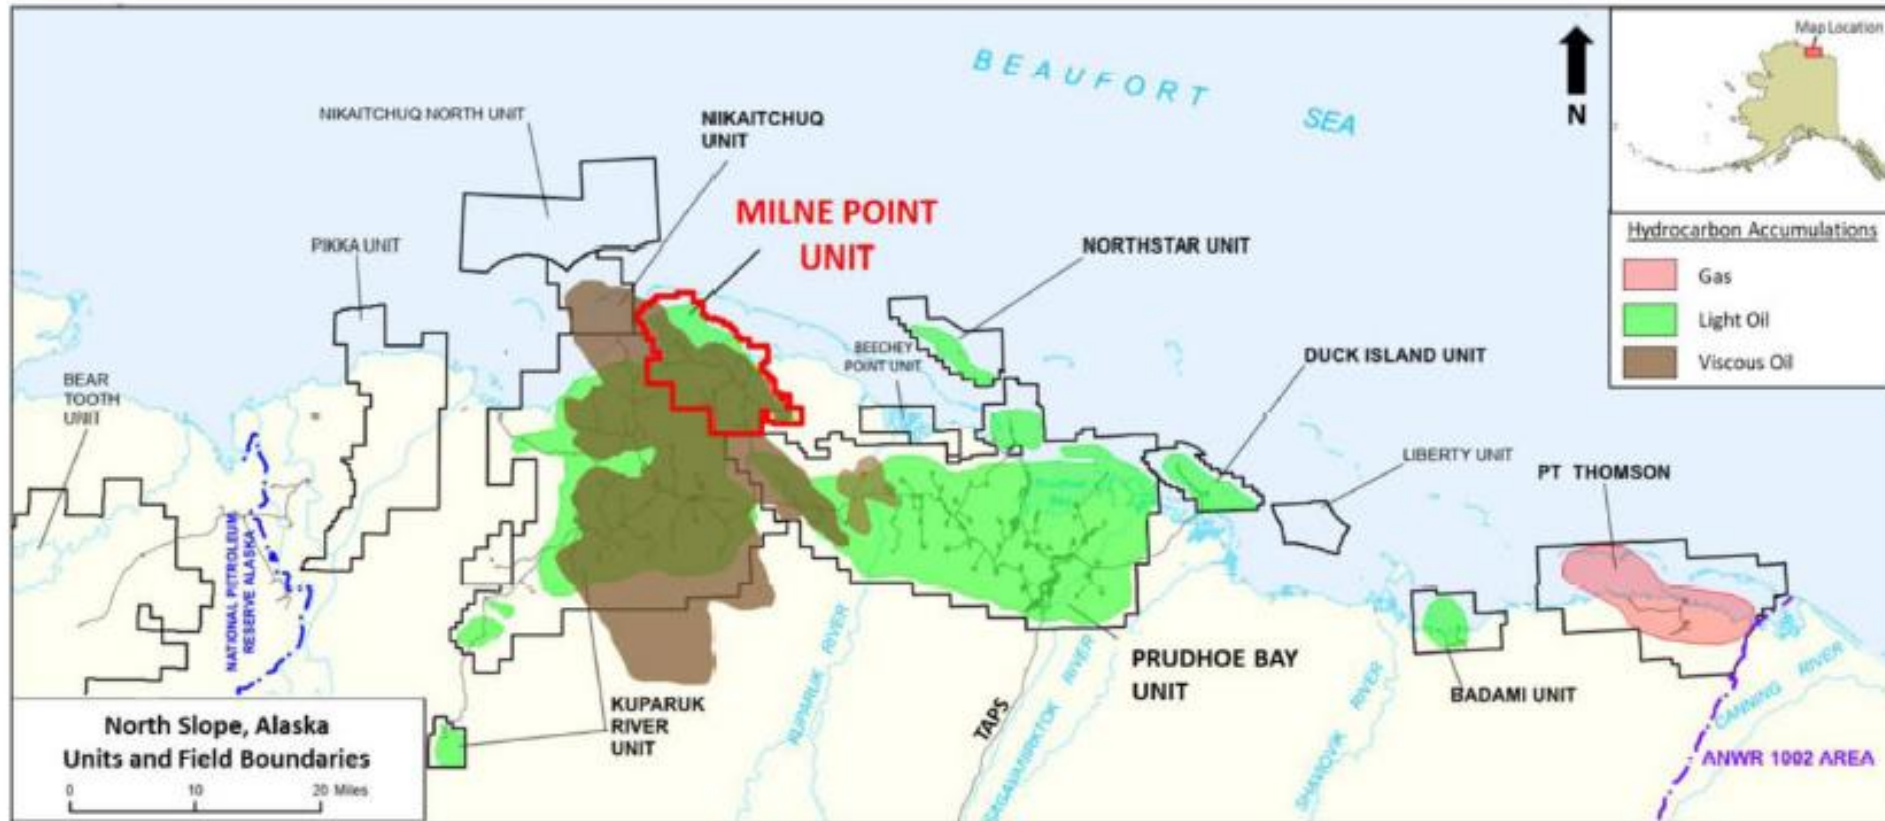 BEAUFORT SEA
N
Map Location
Hydrocarbon Accumulations
Gas
Light Oil
Viscous Oil
NIKAITCHUQ NORTH UNIT
NIKAITCHUQ
UNIT
MILNE POINT
UNIT
PIKKA UNIT
NORTHSTAR UNIT
BEECHEY
POINT UNIT
DUCK ISLAND UNIT
BEAR
TOOTH
UNIT
LIBERTY UNIT
PT THOMSON
NATIONAL PETROLEUM
RESERVE ALASKA
KUPARUK
RIVER
UNIT
KUPARUK RIVER
TAPS
SAGAVANIRKTOK RIVER
PRUDHOE BAY
UNIT
SHAVIOVIK RIVER
BADAMI UNIT
CANNING RIVER
ANWR 1002 AREA
North Slope, Alaska
Units and Field Boundaries
0 10 20 Miles